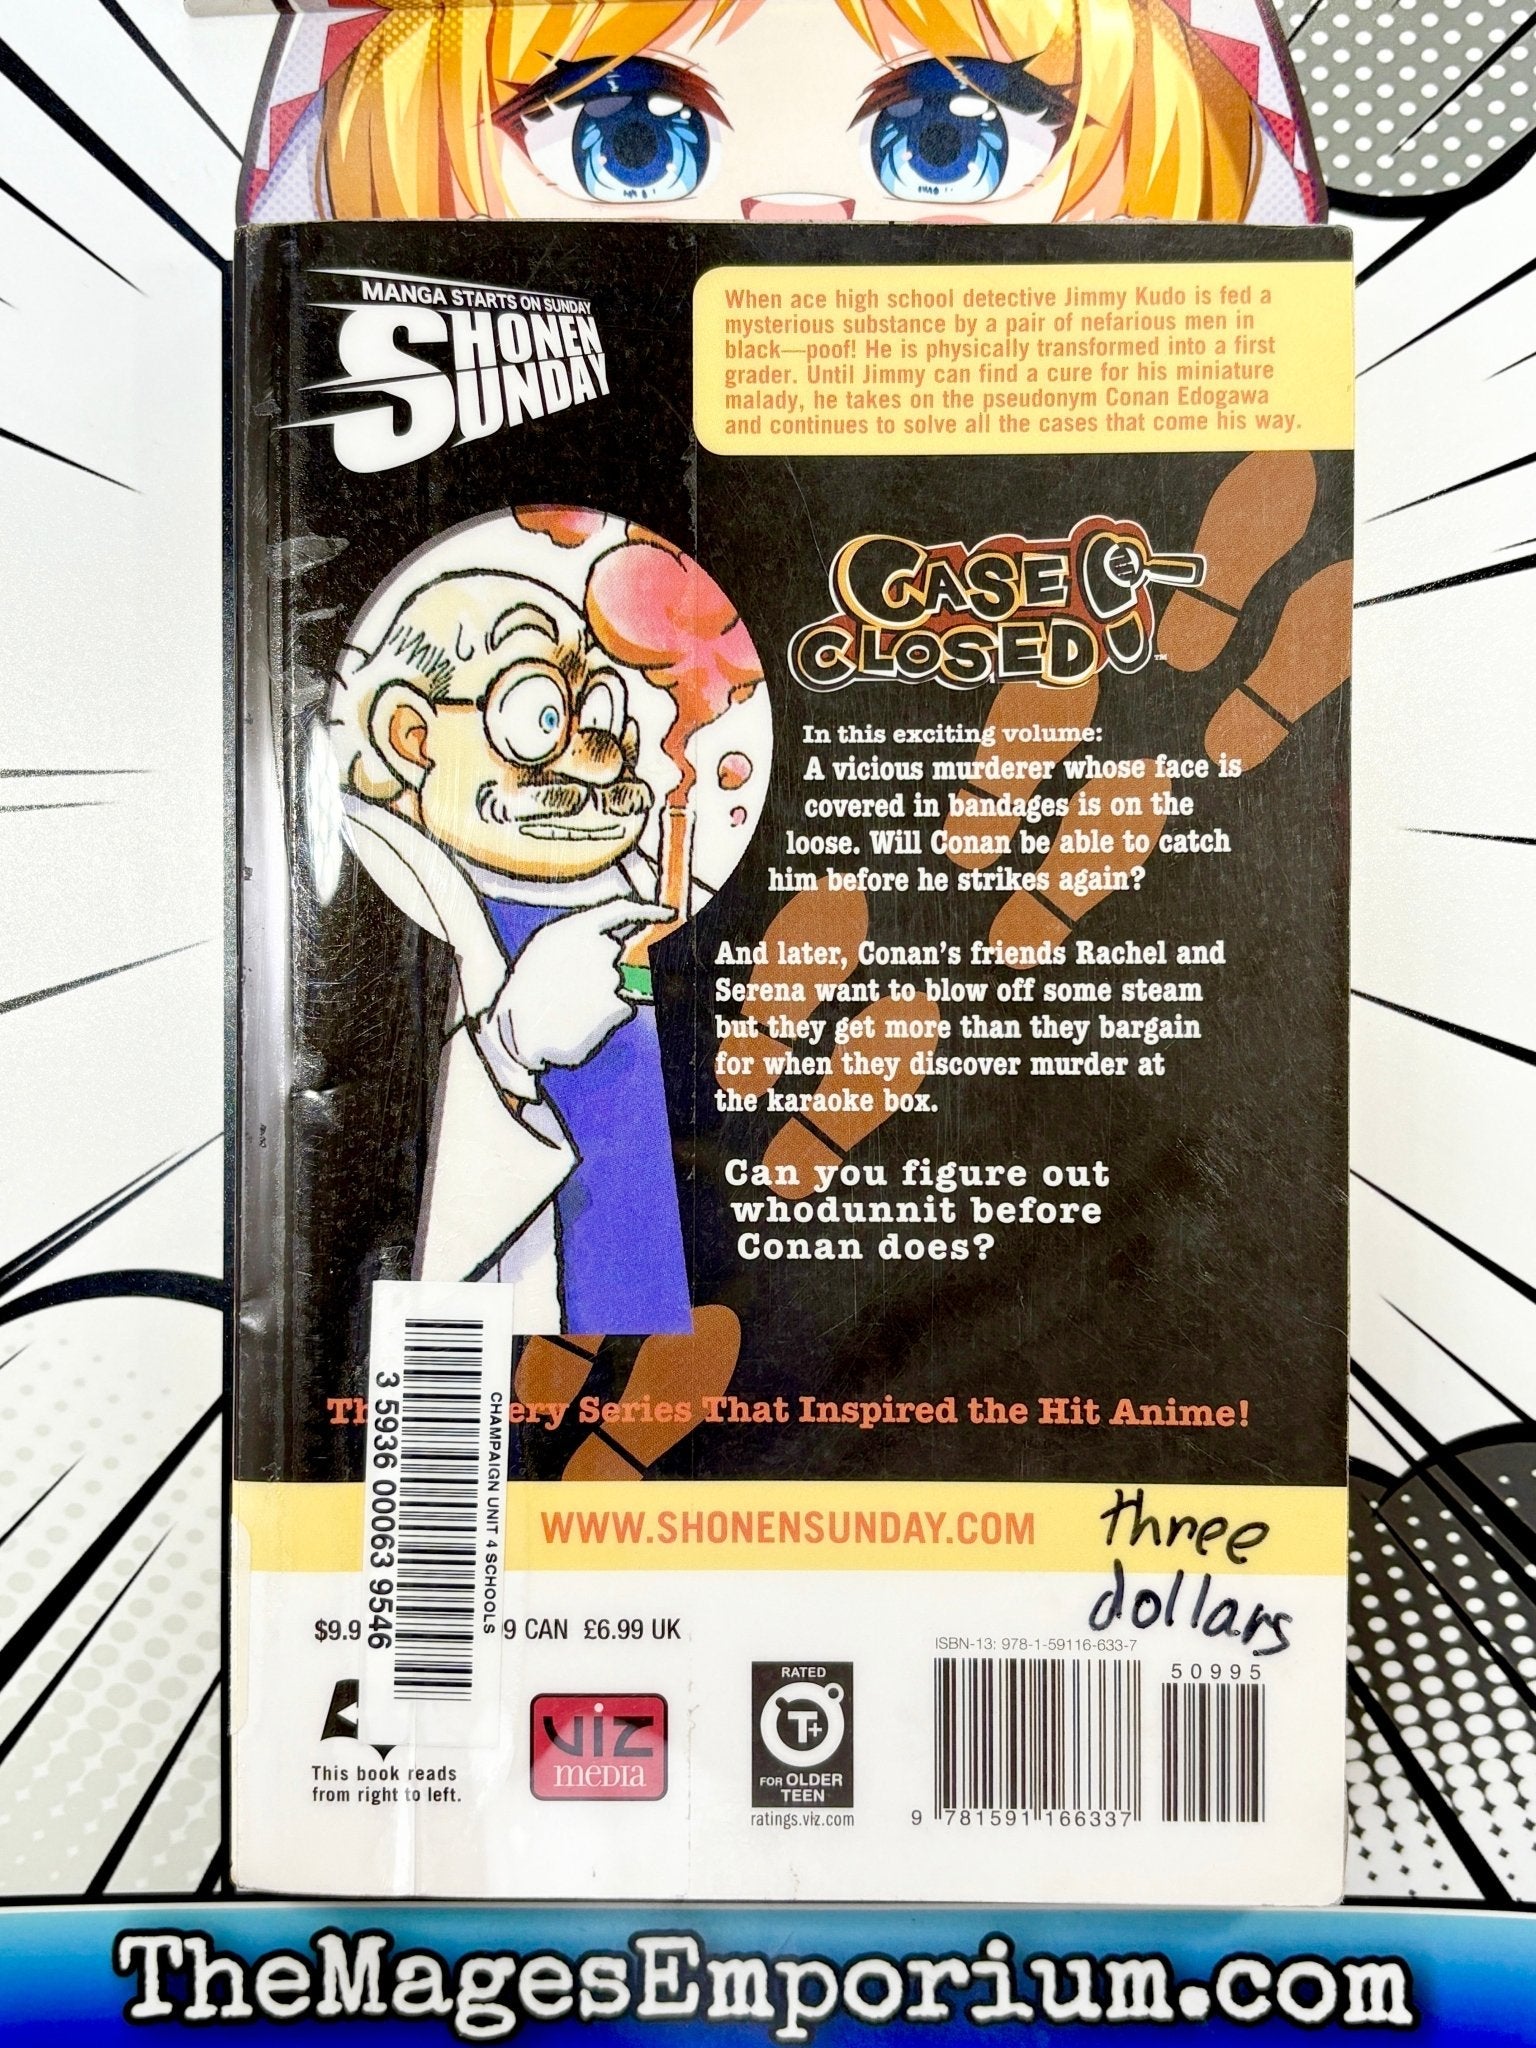 MANGA STARTS ON SUNDAY
SHONEN
SUNDAY
When ace high school detective Jimmy Kudo is fed a
mysterious substance by a pair of nefarious men in
black—poof! He is physically transformed into a first
grader. Until Jimmy can find a cure for his miniature
malady, he takes on the pseudonym Conan Edogawa
and continues to solve all the cases that come his way.
CASE
CLOSED
™
In this exciting volume:
A vicious murderer whose face is
covered in bandages is on the
loose. Will Conan be able to catch
him before he strikes again?
And later, Conan's friends Rachel and
Serena want to blow off some steam
but they get more than they bargain
for when they discover murder at
the karaoke box.
Can you figure out
whodunnit before
Conan does?
Series That Inspired the Hit Anime!
3 5936 00063 9546
CHAMPAIGN UNIT 4 SCHOOLS
WWW.SHONENSUNDAY.COM
three
dollars
$9.9 9 CAN £6.99 UK
This book reads
from right to left.
VIZ
MEDIA
RATED
T+
FOR OLDER
TEEN
ratings.viz.com
ISBN-13: 978-1-59116-633-7
50995
9 781591 166337
TheMagesEmporium.com